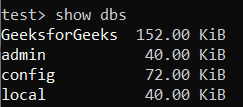 test> show dbs
GeeksforGeeks  152.00 KiB
admin           40.00 KiB
config          72.00 KiB
local           40.00 KiB